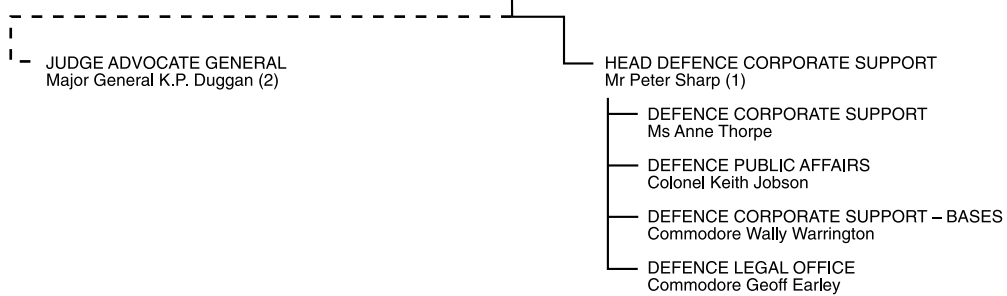 JUDGE ADVOCATE GENERAL
Major General K.P. Duggan (2)
HEAD DEFENCE CORPORATE SUPPORT
Mr Peter Sharp (1)
DEFENCE CORPORATE SUPPORT
Ms Anne Thorpe
DEFENCE PUBLIC AFFAIRS
Colonel Keith Jobson
DEFENCE CORPORATE SUPPORT – BASES
Commodore Wally Warrington
DEFENCE LEGAL OFFICE
Commodore Geoff Earley